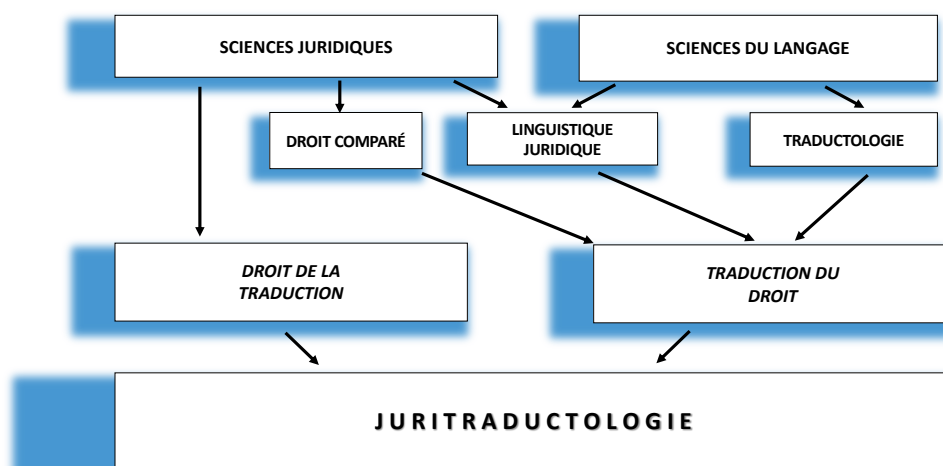 SCIENCES JURIDIQUES
SCIENCES DU LANGAGE
DROIT COMPARÉ
LINGUISTIQUE
JURIDIQUE
TRADUCTOLOGIE
DROIT DE LA
TRADUCTION
TRADUCTION DU
DROIT
JURITRADUCTOLOGIE